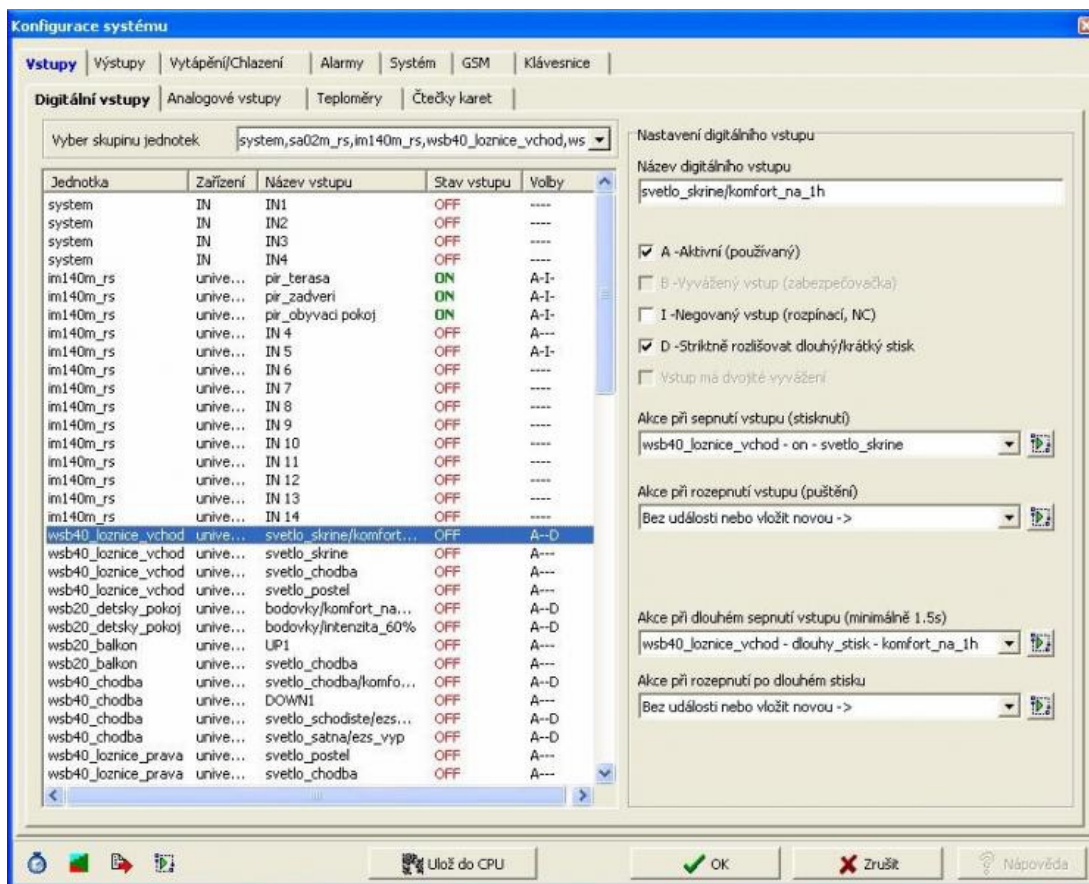 Konfigurace systému
Vstupy Výstupy Vytápění/Chlazení Alarmy Systém GSM Klávesnice
Digitální vstupy Analogové vstupy Teploměry Čtečky karet
Vyber skupinu jednotek system,sa02m_rs,im140m_rs,wsb40_loznice_vchod,ws
Jednotka Zařízení Název vstupu Stav vstupu Volby
system IN IN1 OFF ----
system IN IN2 OFF ----
system IN IN3 OFF ----
system IN IN4 OFF ----
im140m_rs unive... pir_terasa ON A-I-
im140m_rs unive... pir_zadveri ON A-I-
im140m_rs unive... pir_obyvaci pokoj ON A-I-
im140m_rs unive... IN 4 OFF A---
im140m_rs unive... IN 5 OFF A-I-
im140m_rs unive... IN 6 OFF ----
im140m_rs unive... IN 7 OFF ----
im140m_rs unive... IN 8 OFF ----
im140m_rs unive... IN 9 OFF ----
im140m_rs unive... IN 10 OFF ----
im140m_rs unive... IN 11 OFF ----
im140m_rs unive... IN 12 OFF ----
im140m_rs unive... IN 13 OFF ----
im140m_rs unive... IN 14 OFF ----
wsb40_loznice_vchod unive... svetlo_skrine/komfort... OFF A--D
wsb40_loznice_vchod unive... svetlo_skrine OFF A---
wsb40_loznice_vchod unive... svetlo_chodba OFF A---
wsb40_loznice_vchod unive... svetlo_postel OFF A---
wsb20_detsky_pokoj unive... bodovky/komfort_na... OFF A--D
wsb20_detsky_pokoj unive... bodovky/intenzita_60% OFF A--D
wsb20_balkon unive... UP1 OFF A---
wsb20_balkon unive... svetlo_chodba OFF A---
wsb40_chodba unive... svetlo_chodba/komfo... OFF A--D
wsb40_chodba unive... DOWN1 OFF A---
wsb40_chodba unive... svetlo_schodiste/ezs... OFF A--D
wsb40_chodba unive... svetlo_satna/ezs_vyp OFF A--D
wsb40_loznice_prava unive... svetlo_postel OFF A---
wsb40_loznice_prava unive... svetlo_chodba OFF A---
Nastavení digitálního vstupu
Název digitálního vstupu
svetlo_skrine/komfort_na_1h
A -Aktivní (používaný)
B -Vyvážený vstup (zabezpečovačka)
I -Negovaný vstup (rozpínací, NC)
D -Striktně rozlišovat dlouhý/krátký stisk
Vstup má dvojité vyvážení
Akce při sepnutí vstupu (stisknutí)
wsb40_loznice_vchod - on - svetlo_skrine
Akce při rozepnutí vstupu (puštění)
Bez události nebo vložit novou ->
Akce při dlouhém sepnutí vstupu (minimálně 1.5s)
wsb40_loznice_vchod - dlouhy_stisk - komfort_na_1h
Akce při rozepnutí po dlouhém stisku
Bez události nebo vložit novou ->
Ulož do CPU OK Zrušit Nápověda